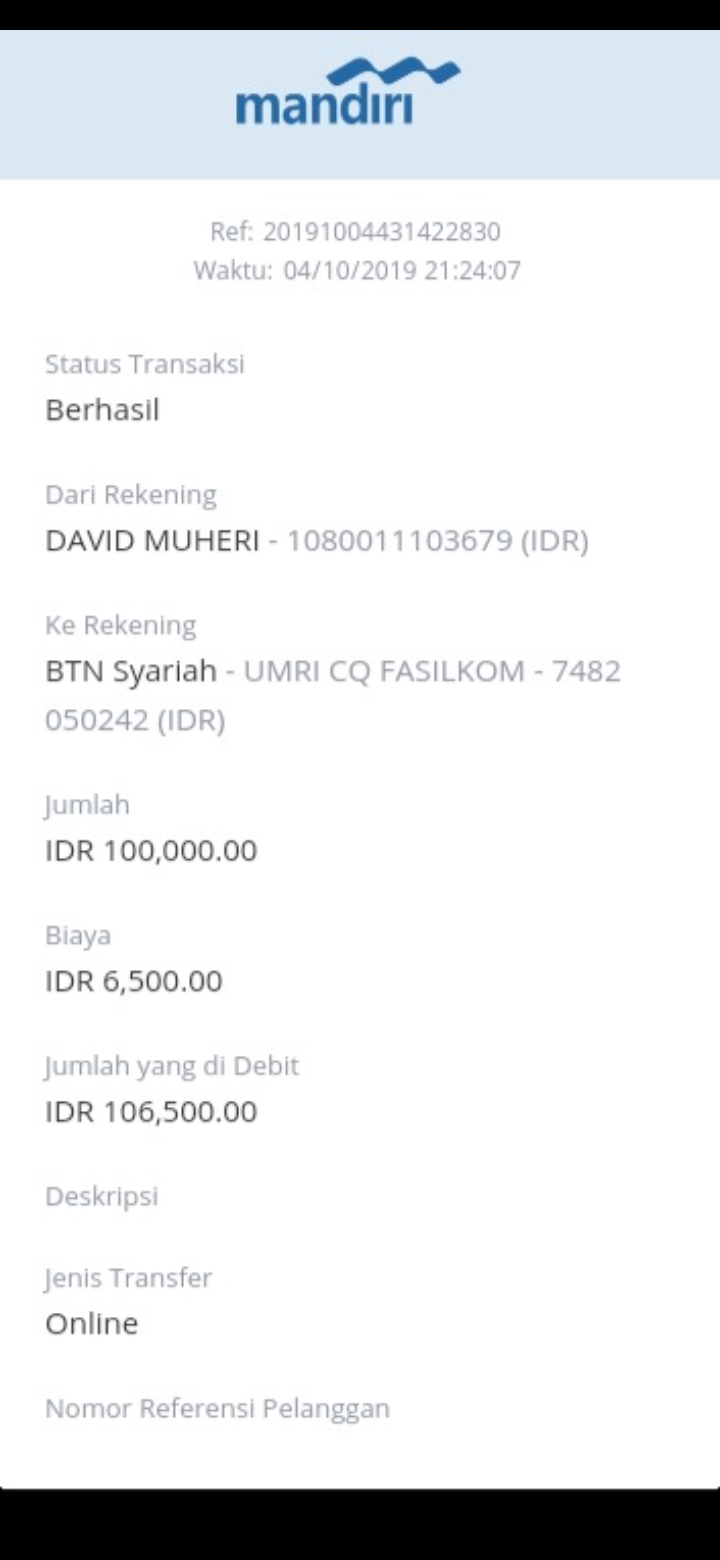 mandiri
Ref: 20191004431422830
Waktu: 04/10/2019 21:24:07
Status Transaksi
Berhasil
Dari Rekening
DAVID MUHERI - 1080011103679 (IDR)
Ke Rekening
BTN Syariah - UMRI CQ FASILKOM - 7482
050242 (IDR)
Jumlah
IDR 100,000.00
Biaya
IDR 6,500.00
Jumlah yang di Debit
IDR 106,500.00
Deskripsi
Jenis Transfer
Online
Nomor Referensi Pelanggan